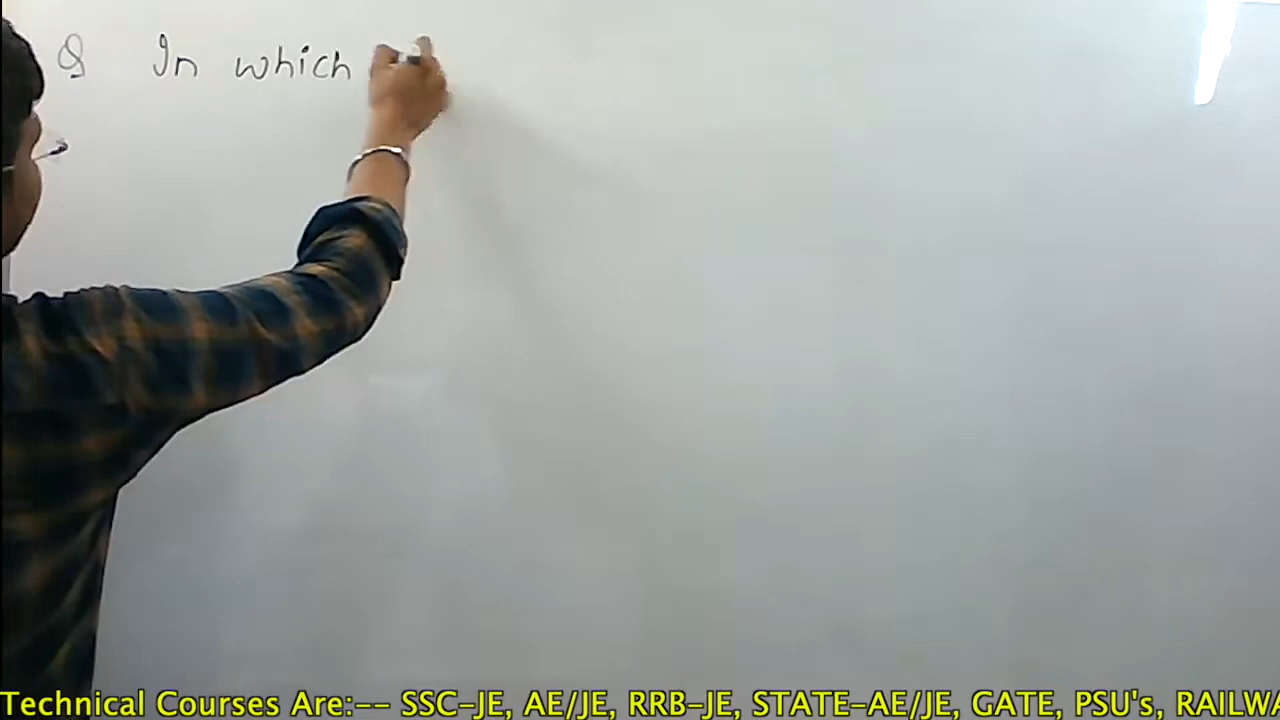 Q In which
Technical Courses Are:-- SSC-JE, AE/JE, RRB-JE, STATE-AE/JE, GATE, PSU's, RAILWA